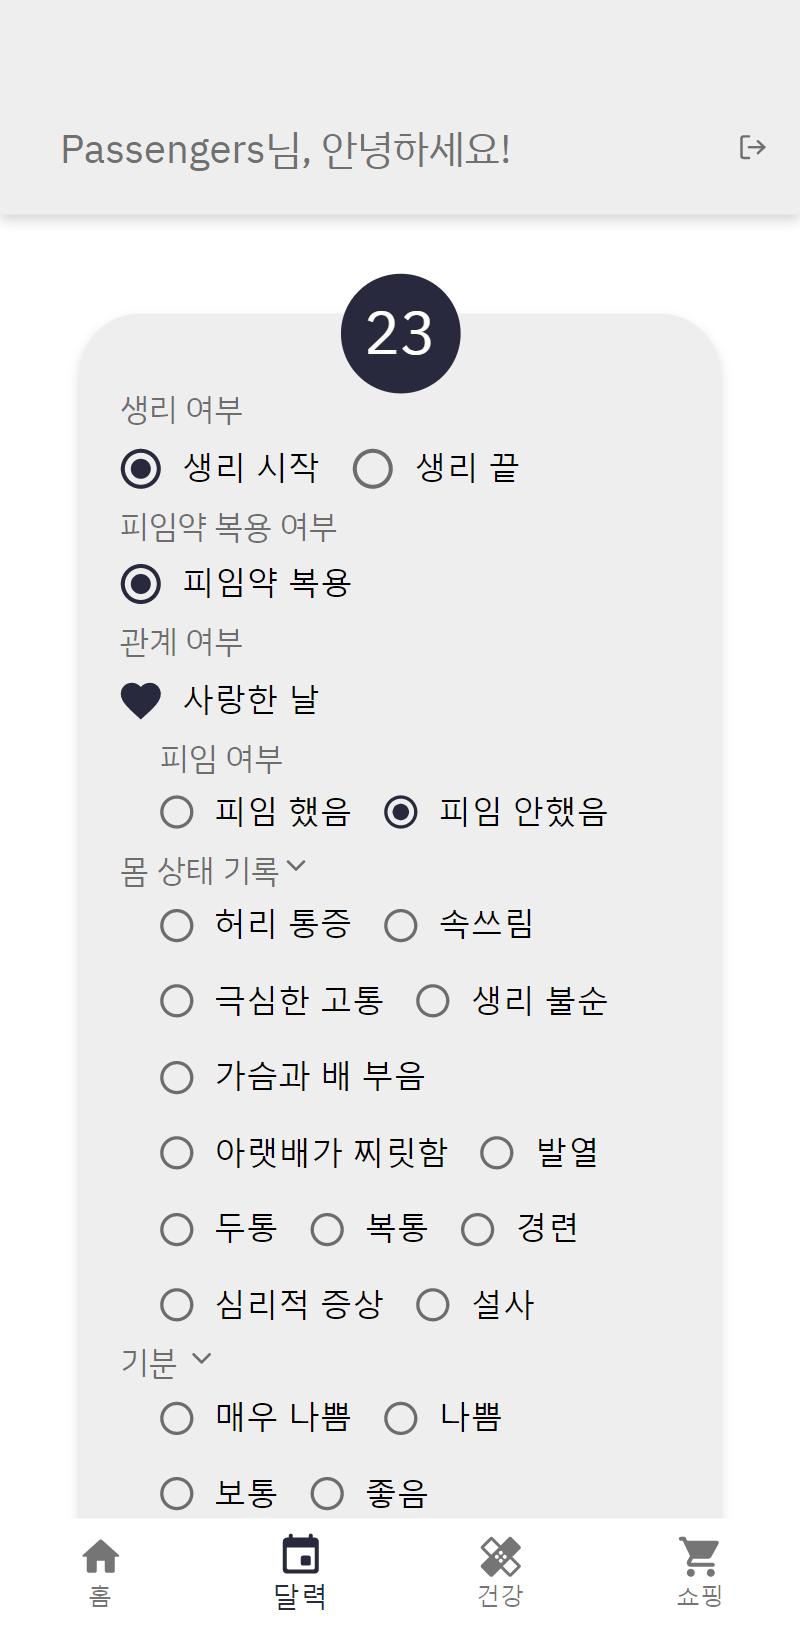 Passengers님, 안녕하세요!
23
생리 여부
생리 시작 생리 끝
피임약 복용 여부
피임약 복용
관계 여부
사랑한 날
피임 여부
피임 했음 피임 안했음
몸 상태 기록
허리 통증 속쓰림
극심한 고통 생리 불순
가슴과 배 부음
아랫배가 찌릿함 발열
두통 복통 경련
심리적 증상 설사
기분
매우 나쁨 나쁨
보통 좋음
홈 달력 건강 쇼핑